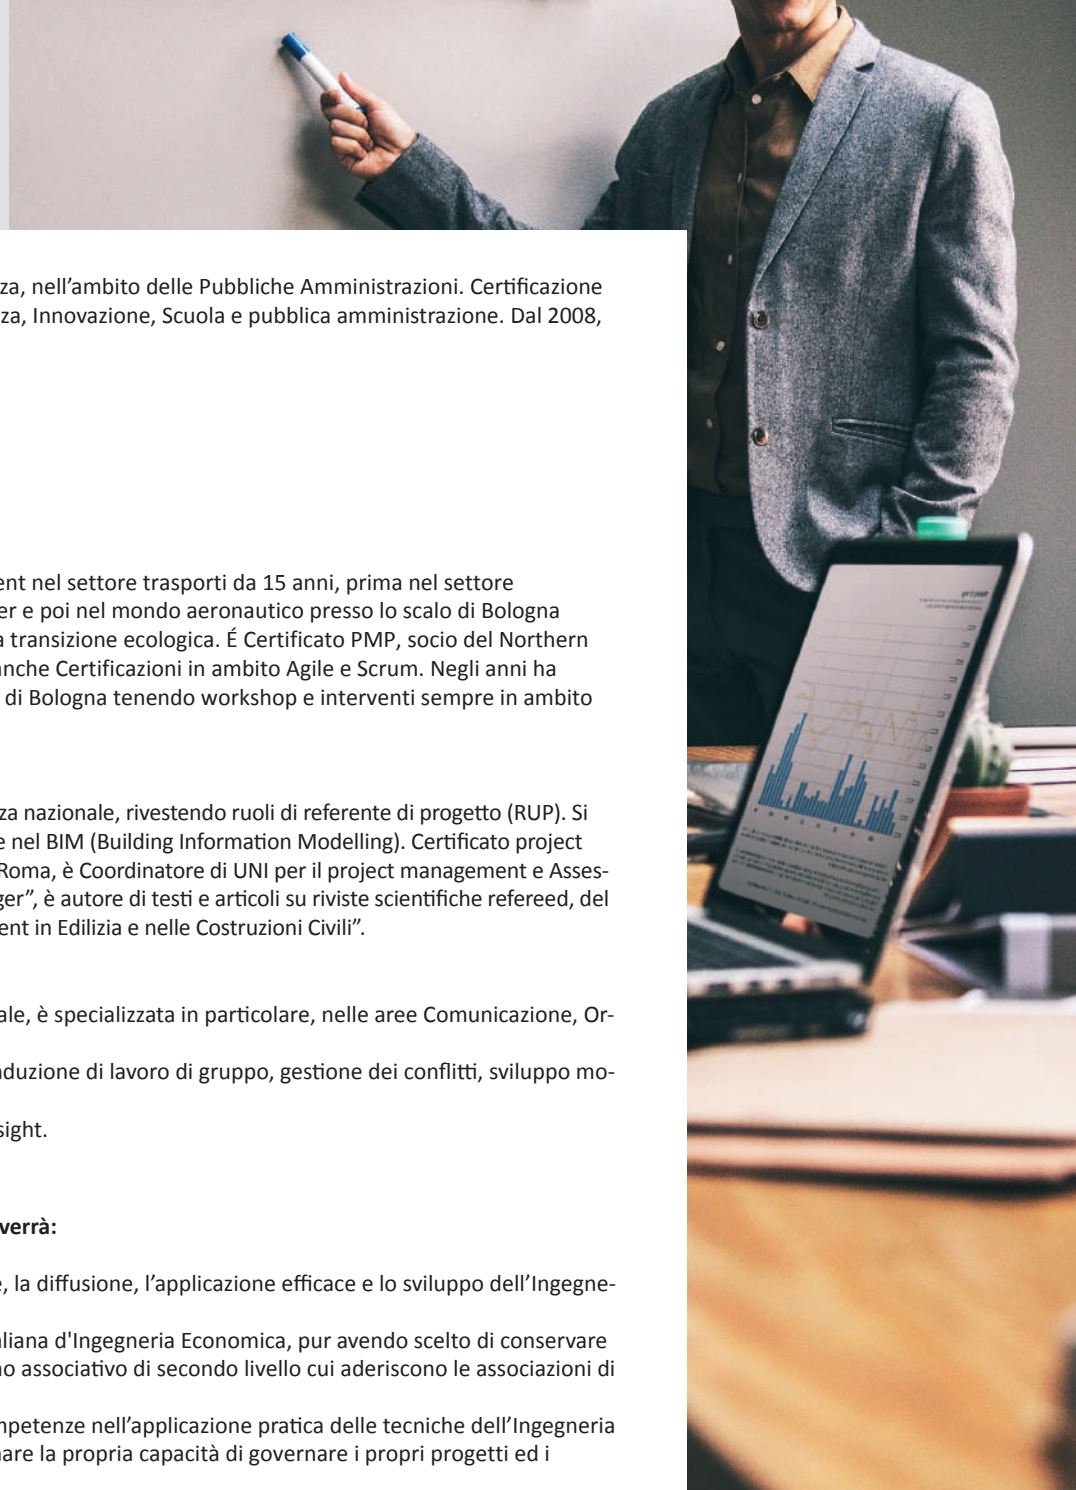 za, nell’ambito delle Pubbliche Amministrazioni. Certificazione
za, Innovazione, Scuola e pubblica amministrazione. Dal 2008,
ent nel settore trasporti da 15 anni, prima nel settore
er e poi nel mondo aeronautico presso lo scalo di Bologna
a transizione ecologica. É Certificato PMP, socio del Northern
anche Certificazioni in ambito Agile e Scrum. Negli anni ha
di Bologna tenendo workshop e interventi sempre in ambito
za nazionale, rivestendo ruoli di referente di progetto (RUP). Si
e nel BIM (Building Information Modelling). Certificato project
Roma, è Coordinatore di UNI per il project management e Asses-
ger”, è autore di testi e articoli su riviste scientifiche refereed, del
ent in Edilizia e nelle Costruzioni Civili”.
ale, è specializzata in particolare, nelle aree Comunicazione, Or-
nduzione di lavoro di gruppo, gestione dei conflitti, sviluppo mo-
sight.
verrà:
e, la diffusione, l’applicazione efficace e lo sviluppo dell’Ingegne-
aliana d'Ingegneria Economica, pur avendo scelto di conservare
no associativo di secondo livello cui aderiscono le associazioni di
mpetenze nell’applicazione pratica delle tecniche dell’Ingegneria
nare la propria capacità di governare i propri progetti ed i